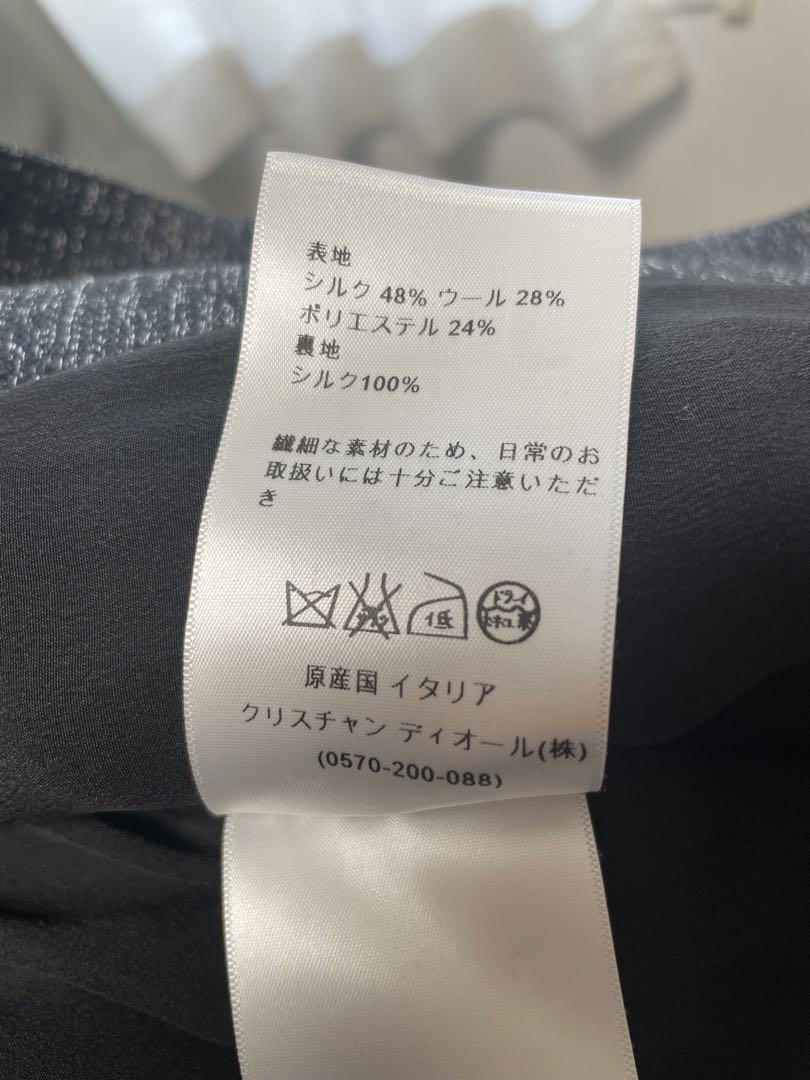 表地
シルク 48% ウール 28%
ポリエステル 24%
裏地
シルク100%
繊細な素材のため、日常のお
取扱いには十分ご注意いただ
き
低
ドライ
原産国 イタリア
クリスチャン ディオール(株)
(0570-200-088)